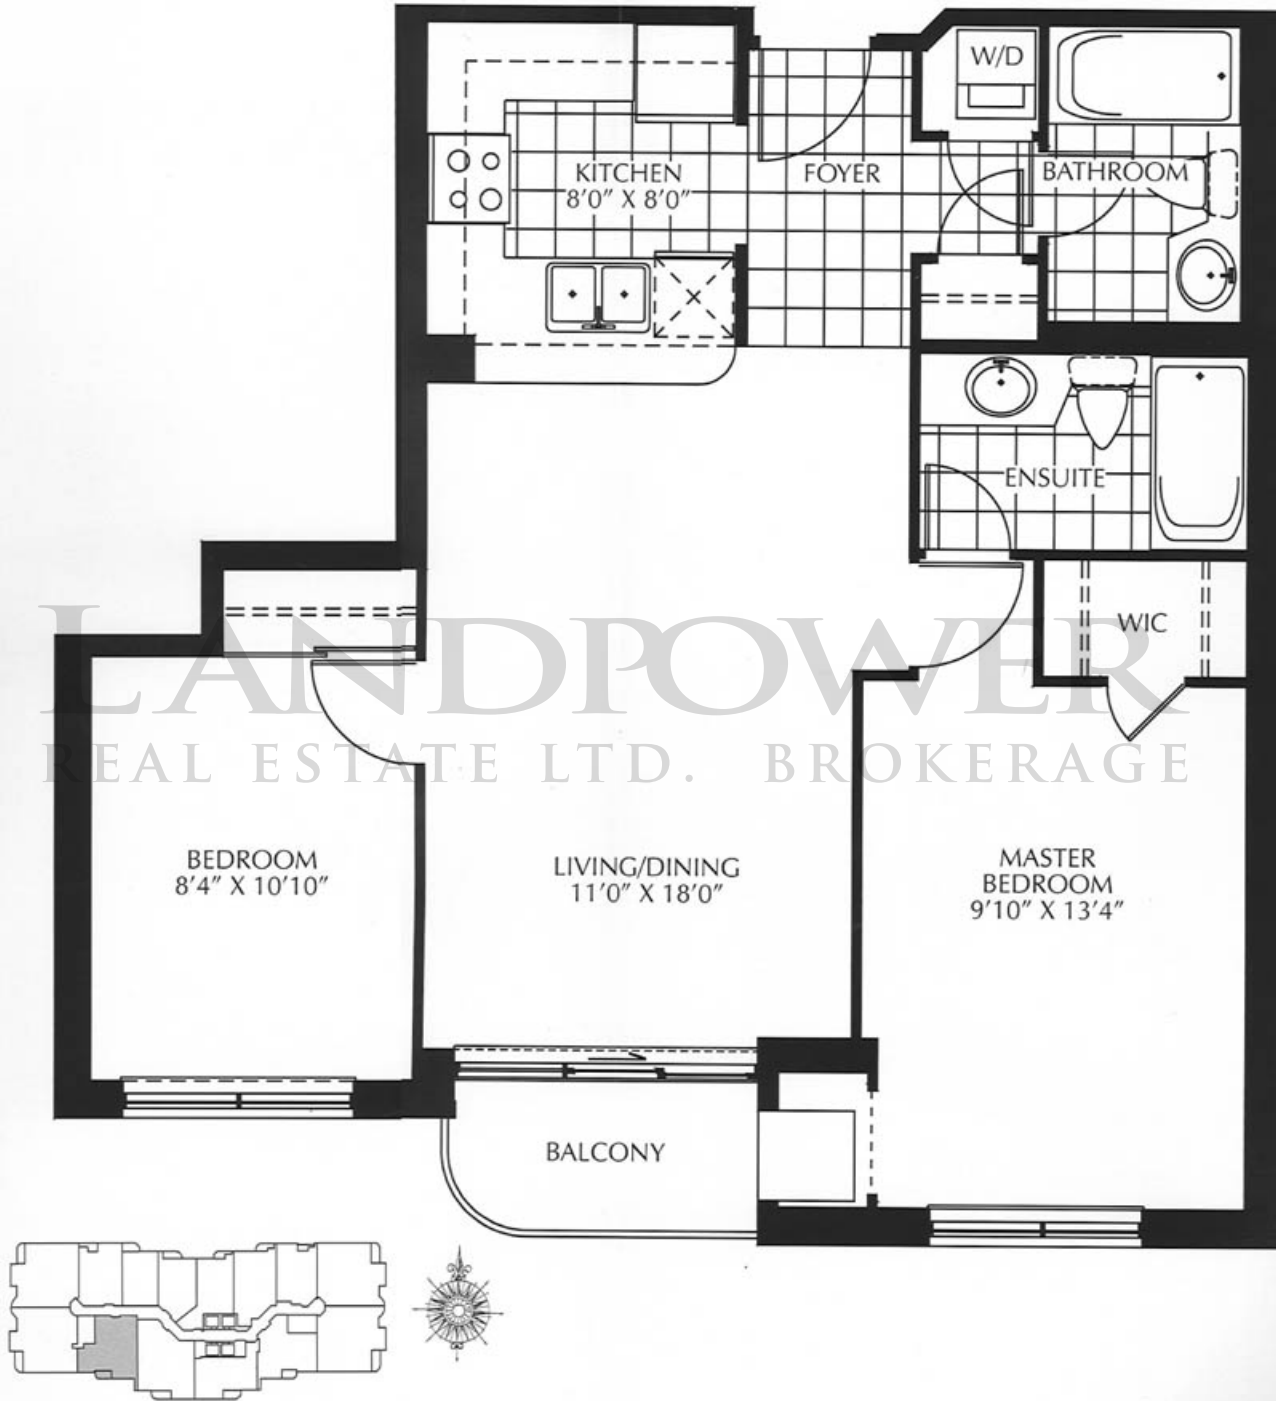 W/D
KITCHEN
8'0" X 8'0"
FOYER
BATHROOM
ENSUITE
WIC
LANDPOWER
REAL ESTATE LTD. BROKERAGE
BEDROOM
8'4" X 10'10"
LIVING/DINING
11'0" X 18'0"
MASTER
BEDROOM
9'10" X 13'4"
BALCONY